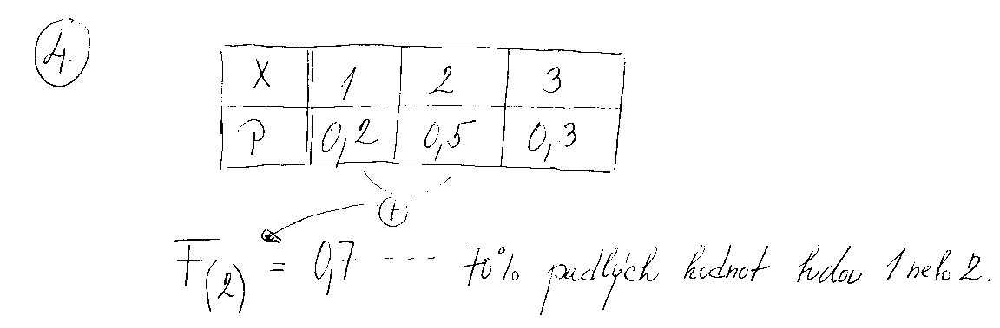 4.
X 1 2 3
P 0,2 0,5 0,3
+
F(2) = 0,7 --- 70% padlých hodnot budou 1 nebo 2.